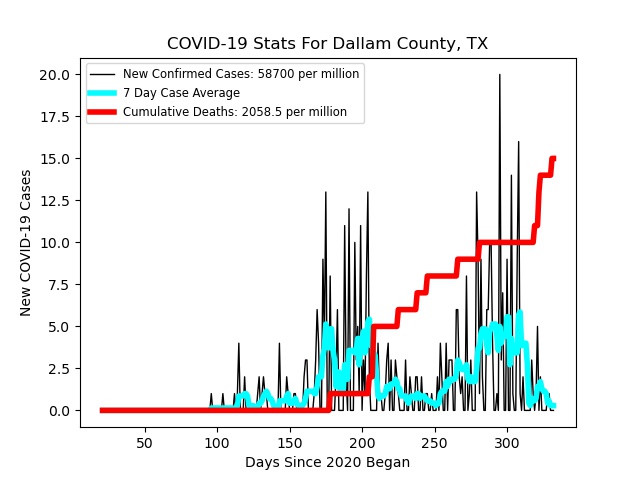 COVID-19 Stats For Dallam County, TX
New Confirmed Cases: 58700 per million
7 Day Case Average
Cumulative Deaths: 2058.5 per million
20.0
17.5
15.0
12.5
10.0
7.5
5.0
2.5
0.0
New COVID-19 Cases
50
100
150
200
250
300
Days Since 2020 Began